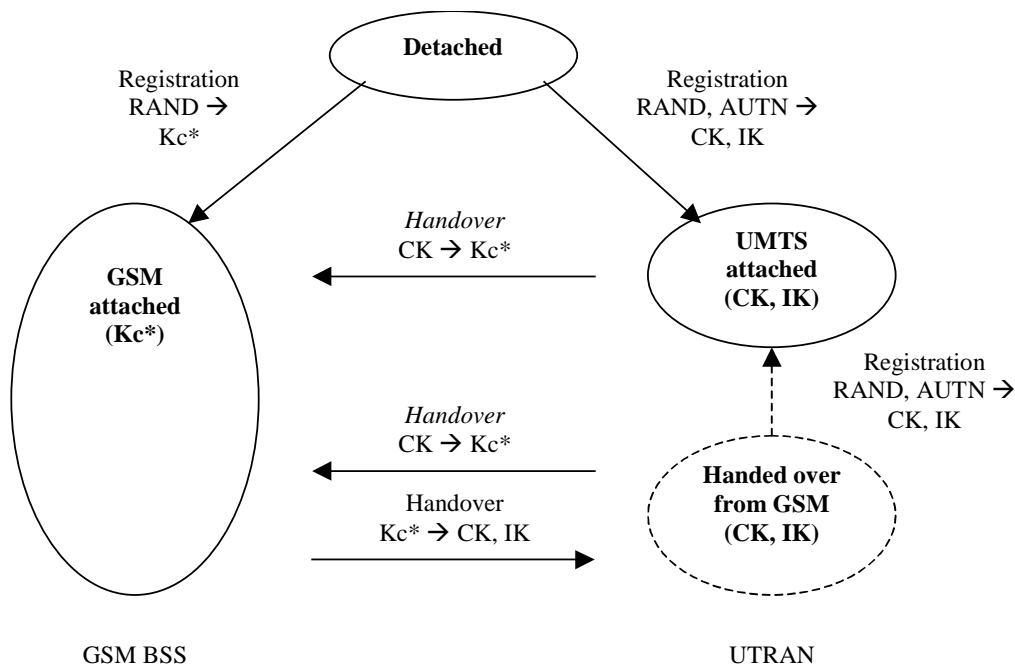 Detached
Registration
RAND →
Kc*
Registration
RAND, AUTN →
CK, IK
Handover
CK → Kc*
GSM
attached
(Kc*)
UMTS
attached
(CK, IK)
Registration
RAND, AUTN →
CK, IK
Handover
CK → Kc*
Handover
Kc* → CK, IK
Handed over
from GSM
(CK, IK)
GSM BSS
UTRAN